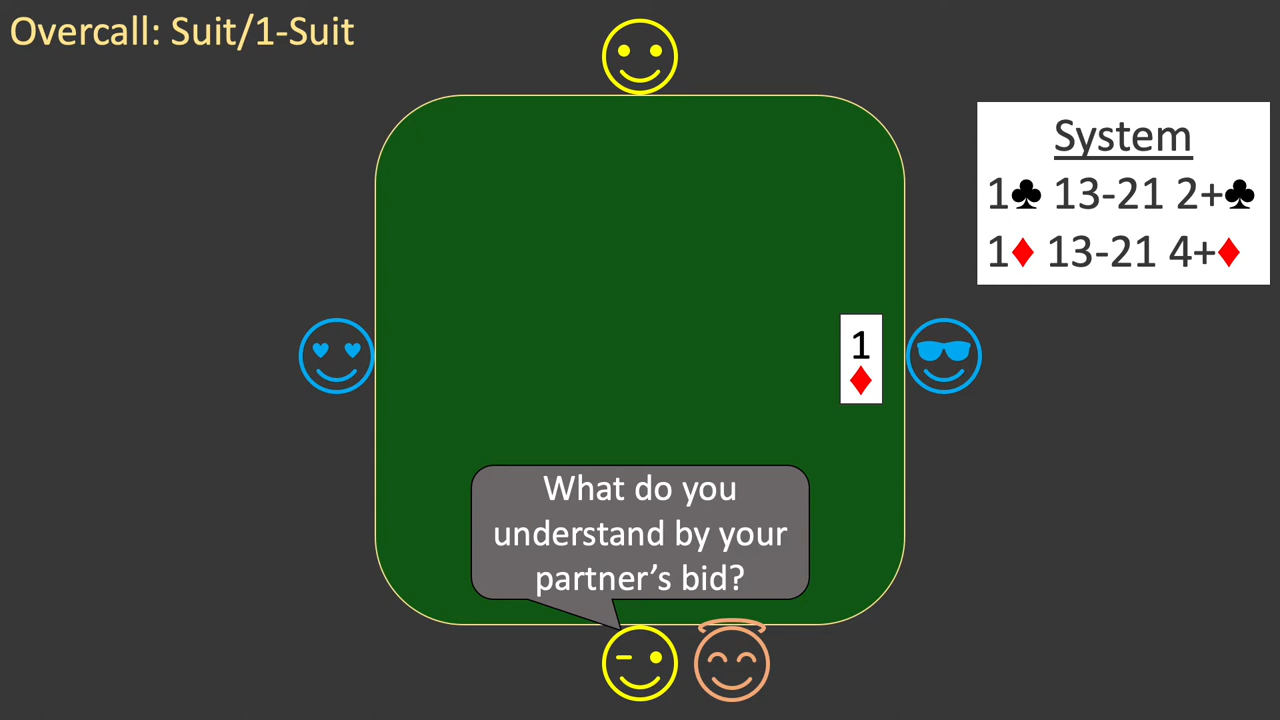 Overcall: Suit/1-Suit
System
1♣ 13-21 2+♣
1♦ 13-21 4+♦
1
♦
What do you
understand by your
partner’s bid?